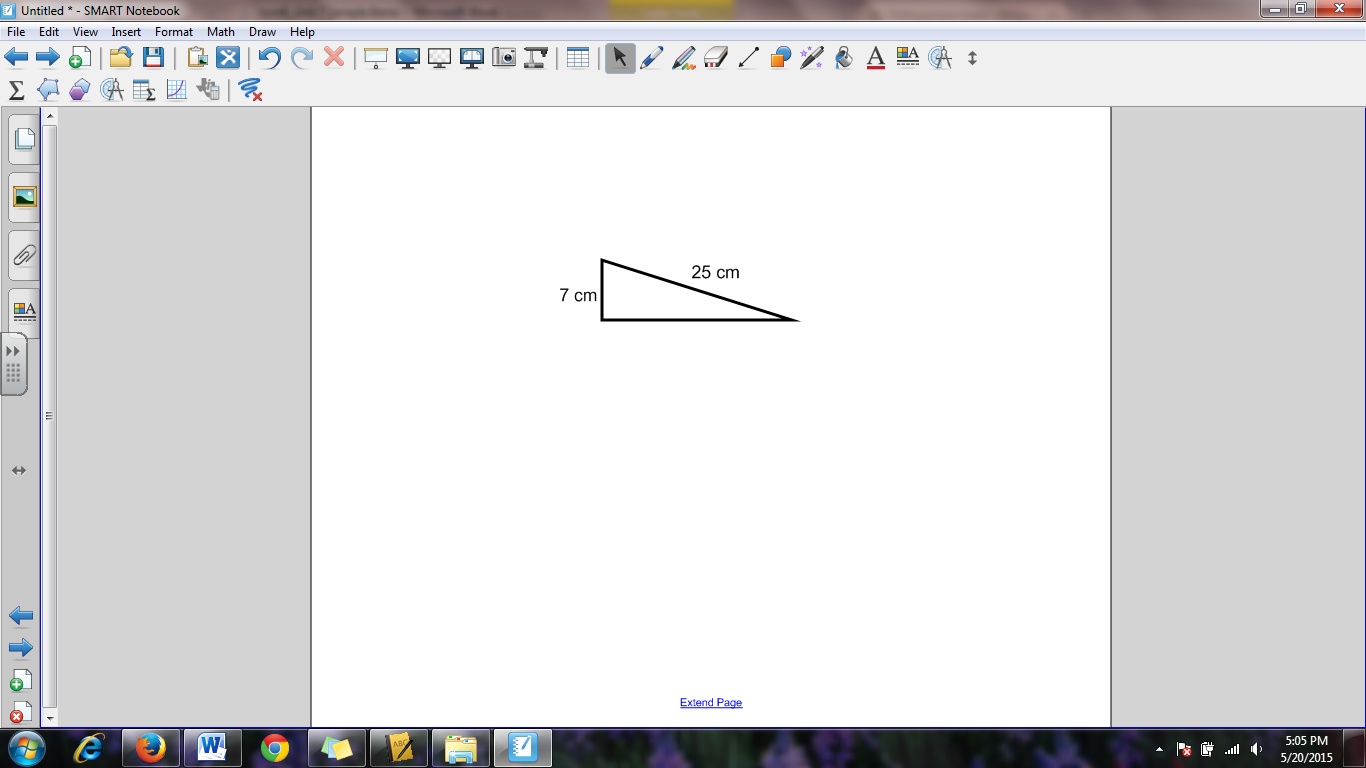 Untitled * - SMART Notebook
File Edit View Insert Format Math Draw Help
25 cm
7 cm
Extend Page
5:05 PM
5/20/2015